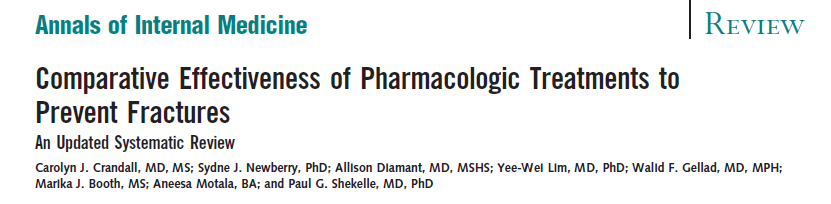 Annals of Internal Medicine
REVIEW
Comparative Effectiveness of Pharmacologic Treatments to
Prevent Fractures
An Updated Systematic Review
Carolyn J. Crandall, MD, MS; Sydne J. Newberry, PhD; Allison Diamant, MD, MSHS; Yee-Wei Lim, MD, PhD; Walid F. Gellad, MD, MPH;
Marika J. Booth, MS; Aneesa Motala, BA; and Paul G. Shekelle, MD, PhD